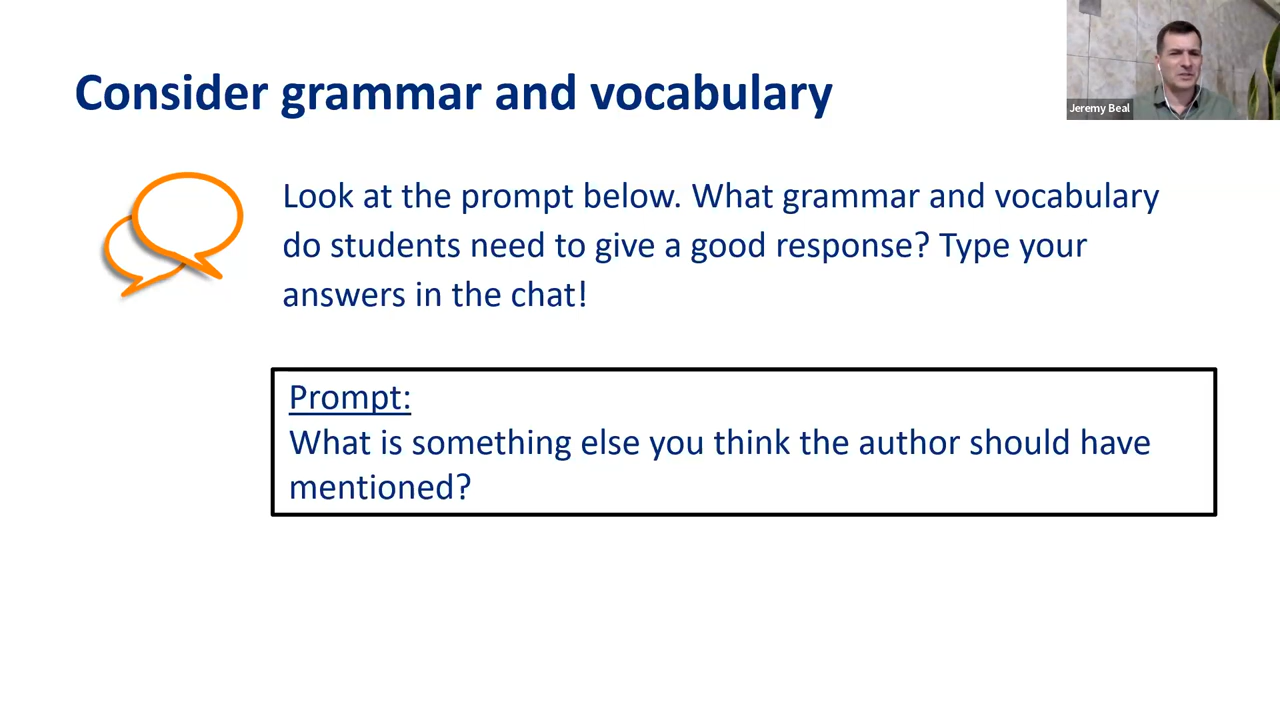 Consider grammar and vocabulary
Jeremy Beal
Look at the prompt below. What grammar and vocabulary
do students need to give a good response? Type your
answers in the chat!
Prompt:
What is something else you think the author should have
mentioned?